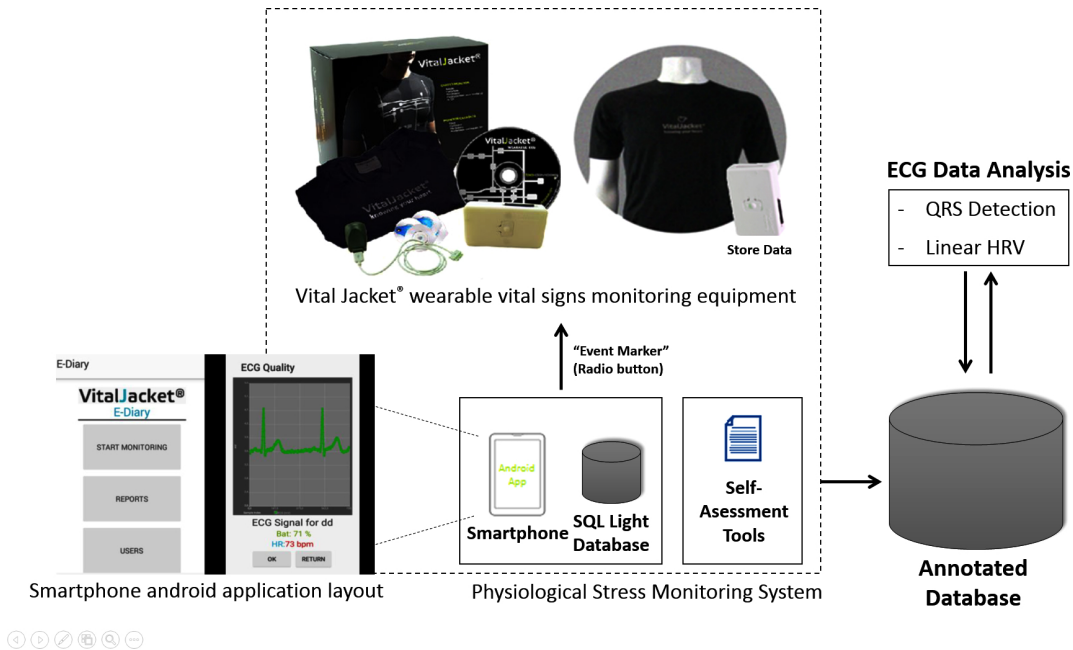 VitalJacket®
VitalJacket®
VitalJacket®
VitalJacket®
Store Data
Vital Jacket® wearable vital signs monitoring equipment
ECG Data Analysis
- QRS Detection
- Linear HRV
"Event Marker"
(Radio button)
E-Diary
VitalJacket®
E-Diary
START MONITORING
REPORTS
USERS
ECG Quality
ECG Signal for dd
Bat: 71 %
HR:73 bpm
OK
RETURN
Smartphone android application layout
Android
App
Smartphone
SQL Light
Database
Self-
Asessment
Tools
Physiological Stress Monitoring System
Annotated
Database